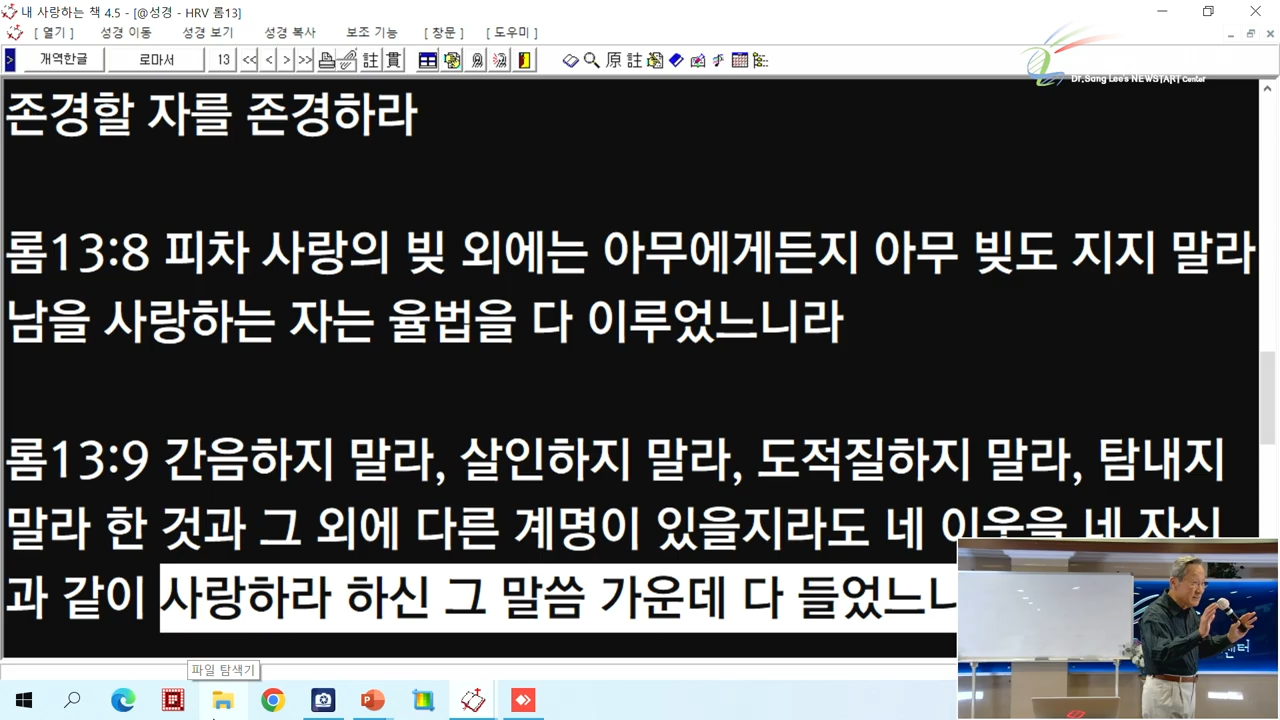 내 사랑하는 책 4.5 - [@성경 - HRV 롬13]
[ 열기 ] 성경 이동 성경 보기 성경 복사 보조 기능 [ 창문 ] [ 도우미 ]
개역한글 로마서 13 << < > >> 註 貫 原 註
Dr.Sang Lee's NEWSTART Center
존경할 자를 존경하라
롬13:8 피차 사랑의 빚 외에는 아무에게든지 아무 빚도 지지 말라
남을 사랑하는 자는 율법을 다 이루었느니라
롬13:9 간음하지 말라, 살인하지 말라, 도적질하지 말라, 탐내지
말라 한 것과 그 외에 다른 계명이 있을지라도 네 이웃을 네 자신
과 같이 사랑하라 하신 그 말씀 가운데 다 들었느니
파일 탐색기